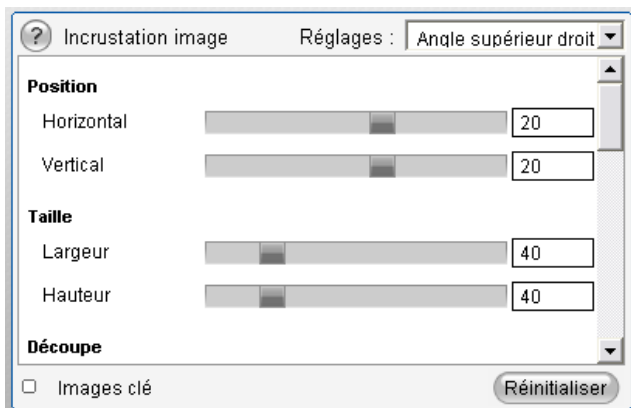 ? Incrustation image Réglages : Angle supérieur droit
Position
Horizontal 20
Vertical 20
Taille
Largeur 40
Hauteur 40
Découpe
Images clé Réinitialiser